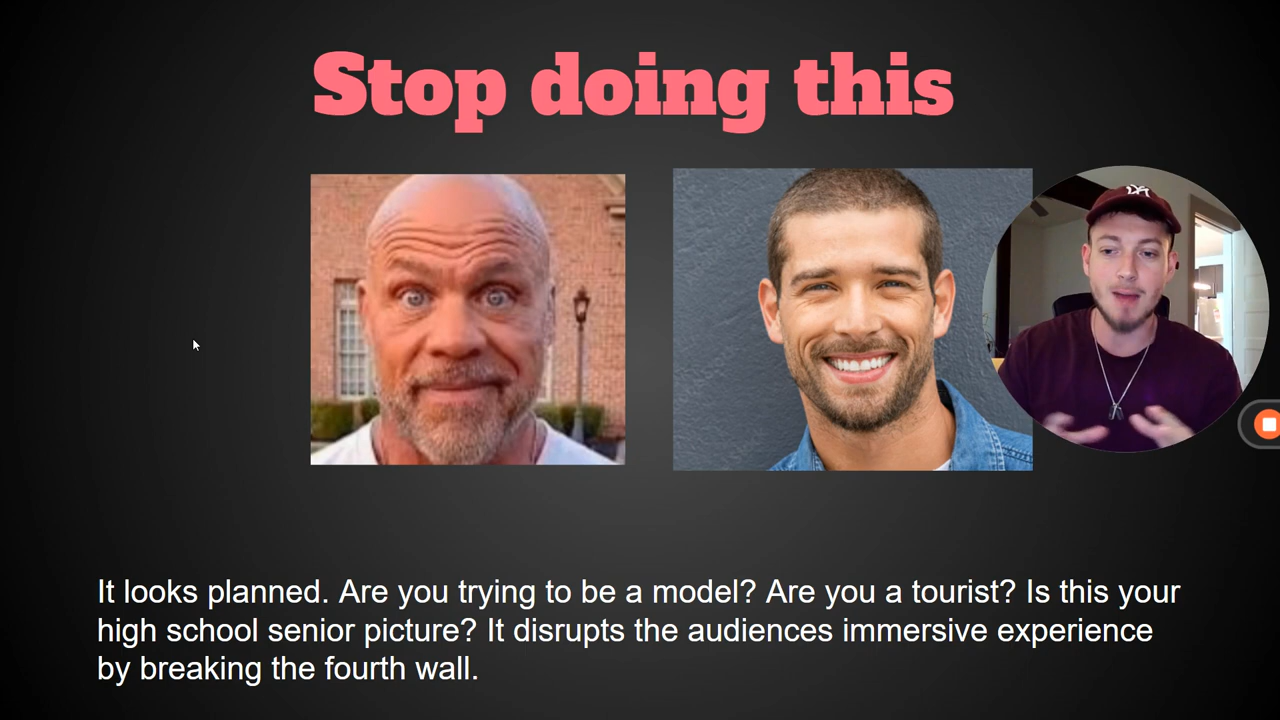 Stop doing this
It looks planned. Are you trying to be a model? Are you a tourist? Is this your
high school senior picture? It disrupts the audiences immersive experience
by breaking the fourth wall.